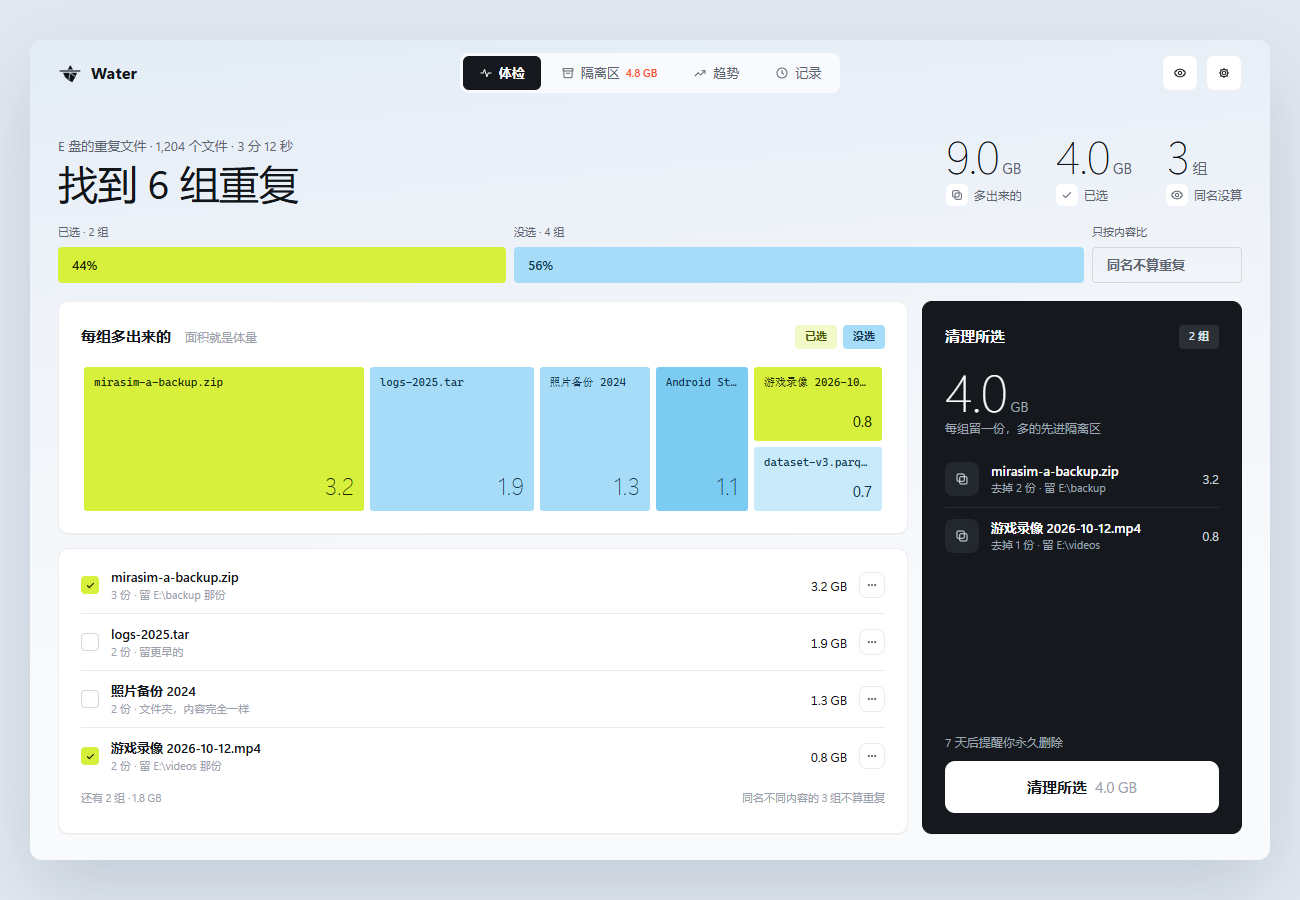 Water
体检
隔离区 4.8 GB
趋势
记录
E 盘的重复文件 · 1,204 个文件 · 3 分 12 秒
找到 6 组重复
9.0 GB
多出来的
4.0 GB
已选
3 组
同名没算
已选 · 2 组
没选 · 4 组
只按内容比
44%
56%
同名不算重复
每组多出来的 面积就是体量
已选
没选
mirasim-a-backup.zip
3.2
logs-2025.tar
1.9
照片备份 2024
1.3
Android St…
1.1
游戏录像 2026-10…
0.8
dataset-v3.parq…
0.7
mirasim-a-backup.zip
3 份 · 留 E:\backup 那份
3.2 GB
logs-2025.tar
2 份 · 留更早的
1.9 GB
照片备份 2024
2 份 · 文件夹，内容完全一样
1.3 GB
游戏录像 2026-10-12.mp4
2 份 · 留 E:\videos 那份
0.8 GB
还有 2 组 · 1.8 GB
同名不同内容的 3 组不算重复
清理所选
2 组
4.0 GB
每组留一份，多的先进隔离区
mirasim-a-backup.zip
去掉 2 份 · 留 E:\backup
3.2
游戏录像 2026-10-12.mp4
去掉 1 份 · 留 E:\videos
0.8
7 天后提醒你永久删除
清理所选 4.0 GB